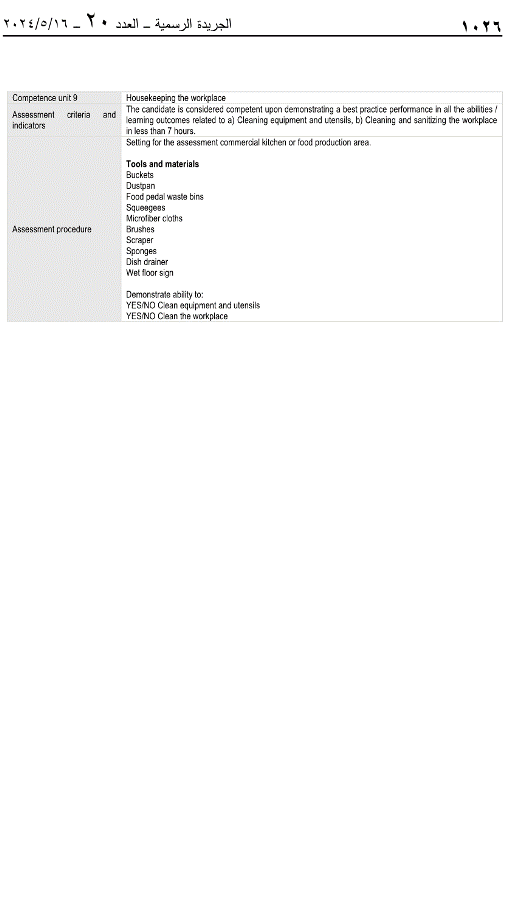 ١٠٢٦
الجريدة الرسمية – العدد ٢٠ – ٢٠٢٤/٥/١٦
Competence unit 9
Housekeeping the workplace
Assessment criteria and
indicators
The candidate is considered competent upon demonstrating a best practice performance in all the abilities /
learning outcomes related to a) Cleaning equipment and utensils, b) Cleaning and sanitizing the workplace
in less than 7 hours.
Assessment procedure
Setting for the assessment commercial kitchen or food production area.
Tools and materials
Buckets
Dustpan
Food pedal waste bins
Squeegees
Microfiber cloths
Brushes
Scraper
Sponges
Dish drainer
Wet floor sign
Demonstrate ability to:
YES/NO Clean equipment and utensils
YES/NO Clean the workplace